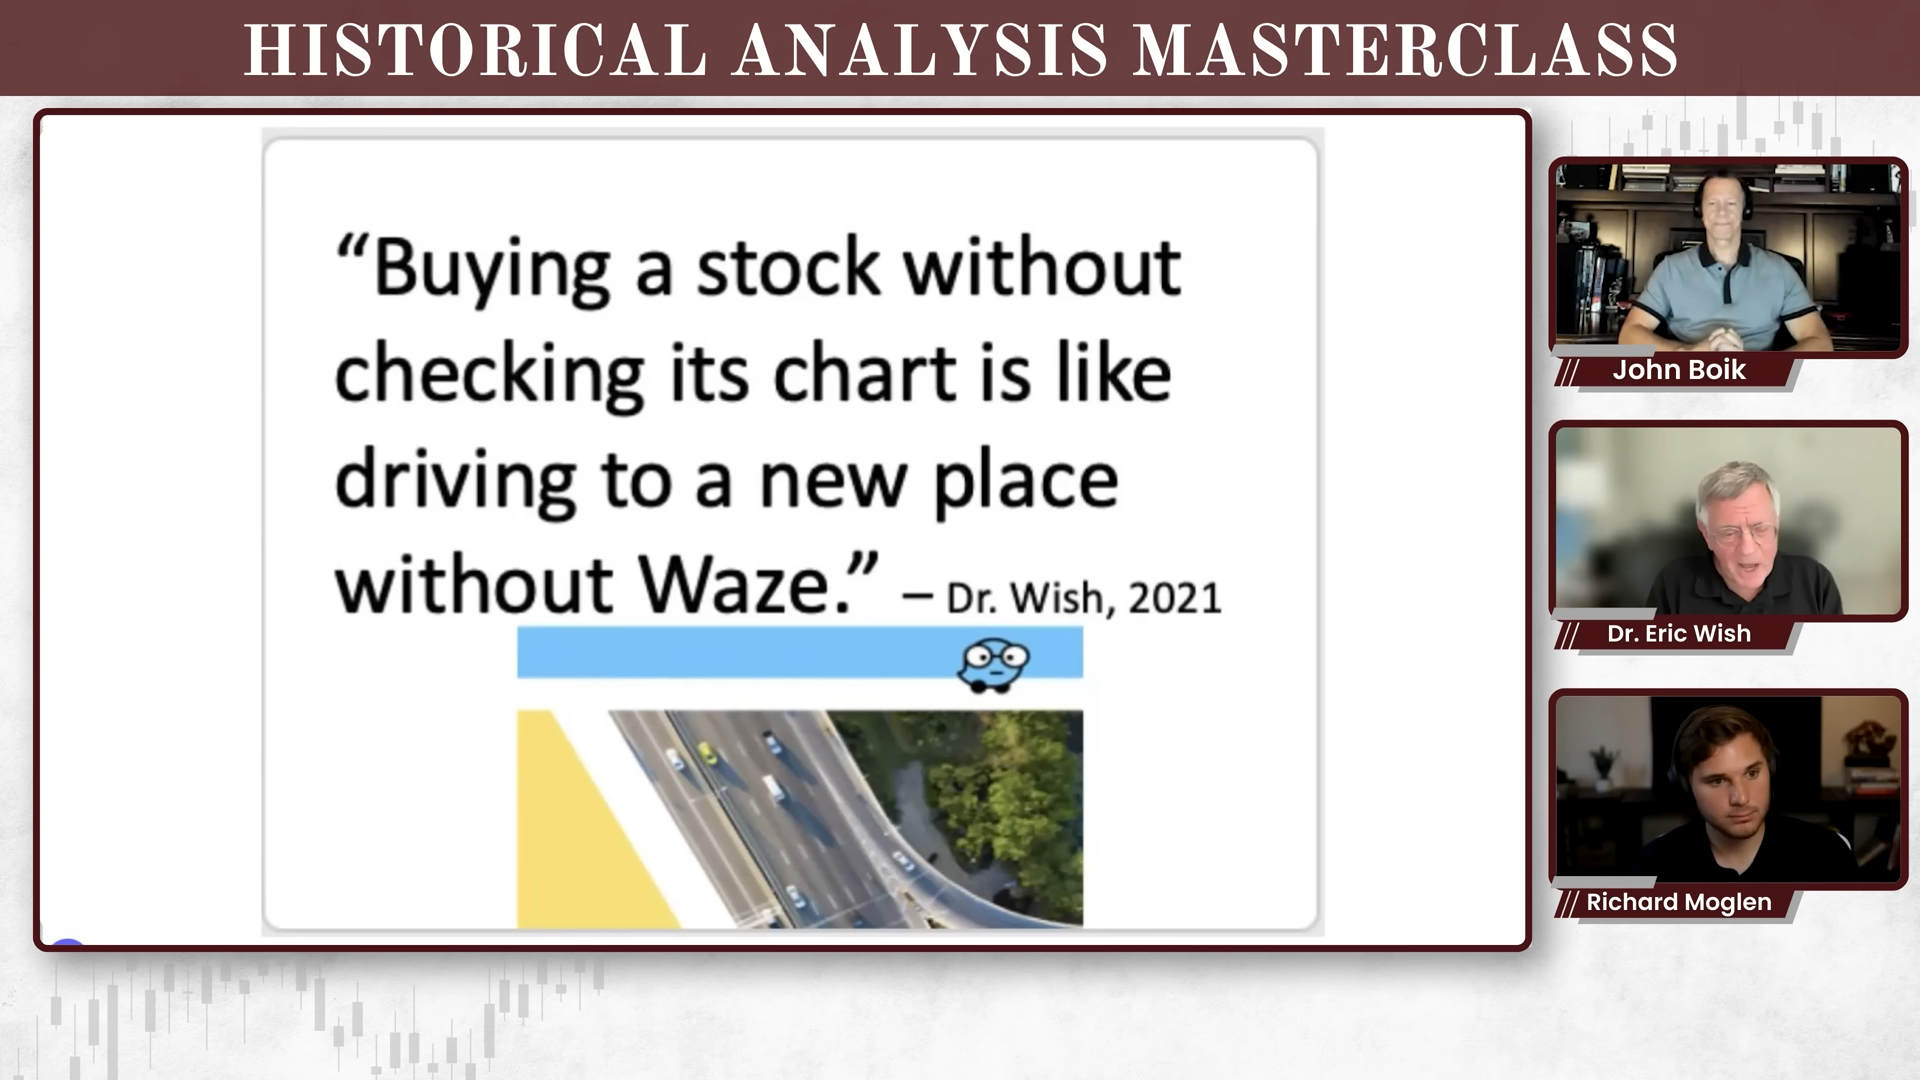 HISTORICAL ANALYSIS MASTERCLASS
“Buying a stock without
checking its chart is like
driving to a new place
without Waze.” – Dr. Wish, 2021
John Boik
Dr. Eric Wish
Richard Moglen